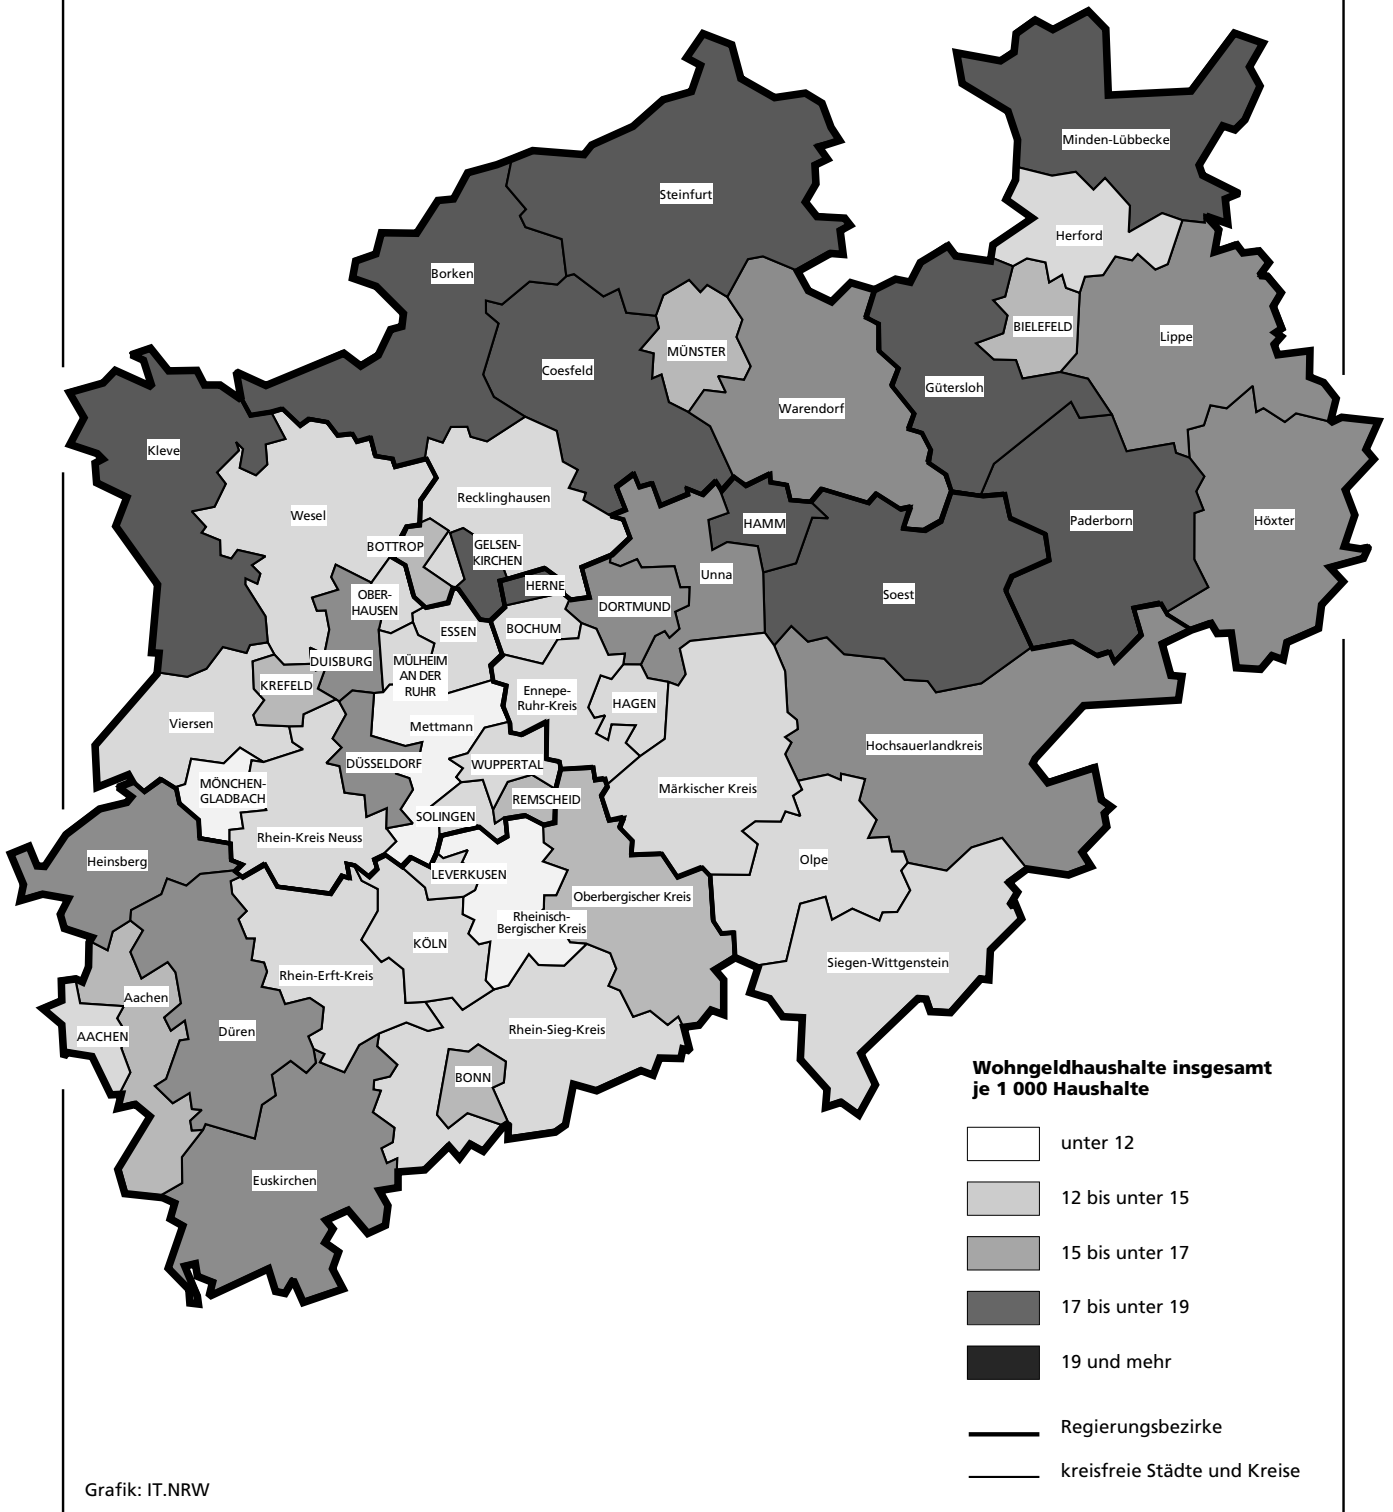 Minden-Lübbecke
Steinfurt
Herford
Borken
BIELEFELD
Lippe
MÜNSTER
Coesfeld
Gütersloh
Warendorf
Kleve
Recklinghausen
Wesel
HAMM
Paderborn
Höxter
BOTTROP
GELSEN-
KIRCHEN
Unna
HERNE
Soest
OBER-
HAUSEN
DORTMUND
ESSEN
BOCHUM
DUISBURG
MÜLHEIM
AN DER
RUHR
KREFELD
Ennepe-
Ruhr-Kreis
HAGEN
Viersen
Mettmann
Hochsauerlandkreis
DÜSSELDORF
WUPPERTAL
MÖNCHEN-
GLADBACH
Märkischer Kreis
REMSCHEID
SOLINGEN
Rhein-Kreis Neuss
Heinsberg
Olpe
LEVERKUSEN
Oberbergischer Kreis
Rheinisch-
Bergischer Kreis
KÖLN
Siegen-Wittgenstein
Rhein-Erft-Kreis
Aachen
Düren
Rhein-Sieg-Kreis
AACHEN
BONN
Euskirchen
Wohngeldhaushalte insgesamt
je 1 000 Haushalte
unter 12
12 bis unter 15
15 bis unter 17
17 bis unter 19
19 und mehr
Regierungsbezirke
kreisfreie Städte und Kreise
Grafik: IT.NRW